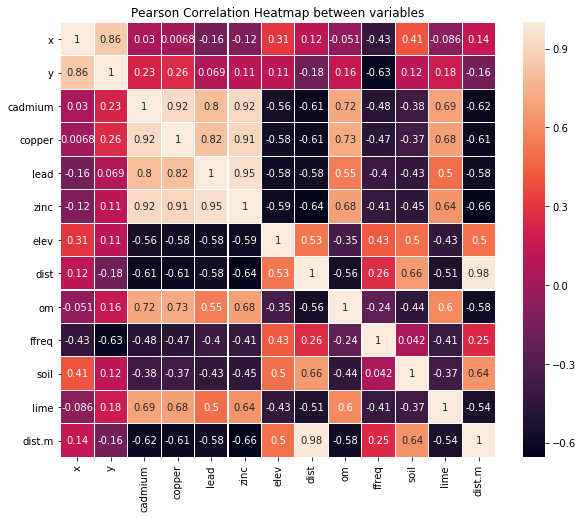 Pearson Correlation Heatmap between variables
x 1 0.86 0.03 0.0068 -0.16 -0.12 0.31 0.12 -0.051 -0.43 0.41 -0.086 0.14
y 0.86 1 0.23 0.26 0.069 0.11 0.11 -0.18 0.16 -0.63 0.12 0.18 -0.16
cadmium 0.03 0.23 1 0.92 0.8 0.92 -0.56 -0.61 0.72 -0.48 -0.38 0.69 -0.62
copper 0.0068 0.26 0.92 1 0.82 0.91 -0.58 -0.61 0.73 -0.47 -0.37 0.68 -0.61
lead -0.16 0.069 0.8 0.82 1 0.95 -0.58 -0.58 0.55 -0.4 -0.43 0.5 -0.58
zinc -0.12 0.11 0.92 0.91 0.95 1 -0.59 -0.64 0.68 -0.41 -0.45 0.64 -0.66
elev 0.31 0.11 -0.56 -0.58 -0.58 -0.59 1 0.53 -0.35 0.43 0.5 -0.43 0.5
dist 0.12 -0.18 -0.61 -0.61 -0.58 -0.64 0.53 1 -0.56 0.26 0.66 -0.51 0.98
om -0.051 0.16 0.72 0.73 0.55 0.68 -0.35 -0.56 1 -0.24 -0.44 0.6 -0.58
ffreq -0.43 -0.63 -0.48 -0.47 -0.4 -0.41 0.43 0.26 -0.24 1 0.042 -0.41 0.25
soil 0.41 0.12 -0.38 -0.37 -0.43 -0.45 0.5 0.66 -0.44 0.042 1 -0.37 0.64
lime -0.086 0.18 0.69 0.68 0.5 0.64 -0.43 -0.51 0.6 -0.41 -0.37 1 -0.54
dist.m 0.14 -0.16 -0.62 -0.61 -0.58 -0.66 0.5 0.98 -0.58 0.25 0.64 -0.54 1
x y cadmium copper lead zinc elev dist om ffreq soil lime dist.m
0.9
0.6
0.3
0.0
−0.3
−0.6